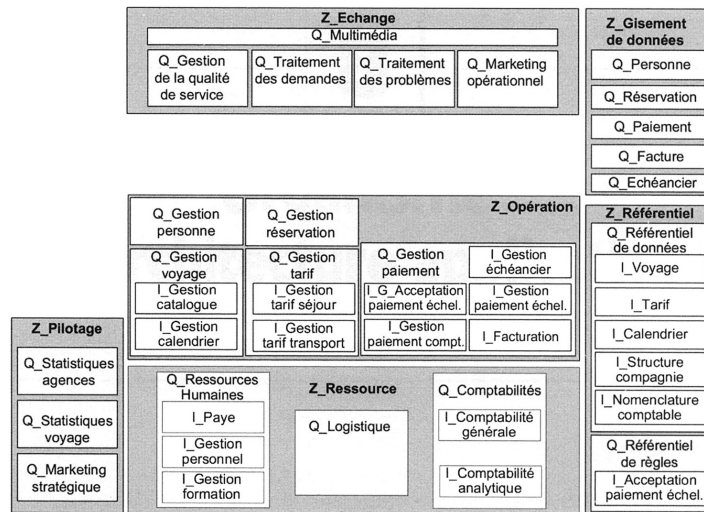 Z_Echange
Q_Multimédia
Q_Gestion
de la qualité
de service
Q_Traitement
des demandes
Q_Traitement
des problèmes
Q_Marketing
opérationnel
Z_Gisement
de données
Q_Personne
Q_Réservation
Q_Paiement
Q_Facture
Q_Echéancier
Z_Opération
Q_Gestion
personne
Q_Gestion
réservation
Q_Gestion
voyage
I_Gestion
catalogue
I_Gestion
calendrier
Q_Gestion
tarif
I_Gestion
tarif séjour
I_Gestion
tarif transport
Q_Gestion
paiement
I_Gestion
échéancier
I_G_Acceptation
paiement échel.
I_Gestion
paiement échel.
I_Gestion
paiement compt.
I_Facturation
Z_Référentiel
Q_Référentiel
de données
I_Voyage
I_Tarif
I_Calendrier
I_Structure
compagnie
I_Nomenclature
comptable
Q_Référentiel
de règles
I_Acceptation
paiement échel.
Z_Pilotage
Q_Statistiques
agences
Q_Statistiques
voyage
Q_Marketing
stratégique
Z_Ressource
Q_Ressources
Humaines
I_Paye
I_Gestion
personnel
I_Gestion
formation
Q_Logistique
Q_Comptabilités
I_Comptabilité
générale
I_Comptabilité
analytique